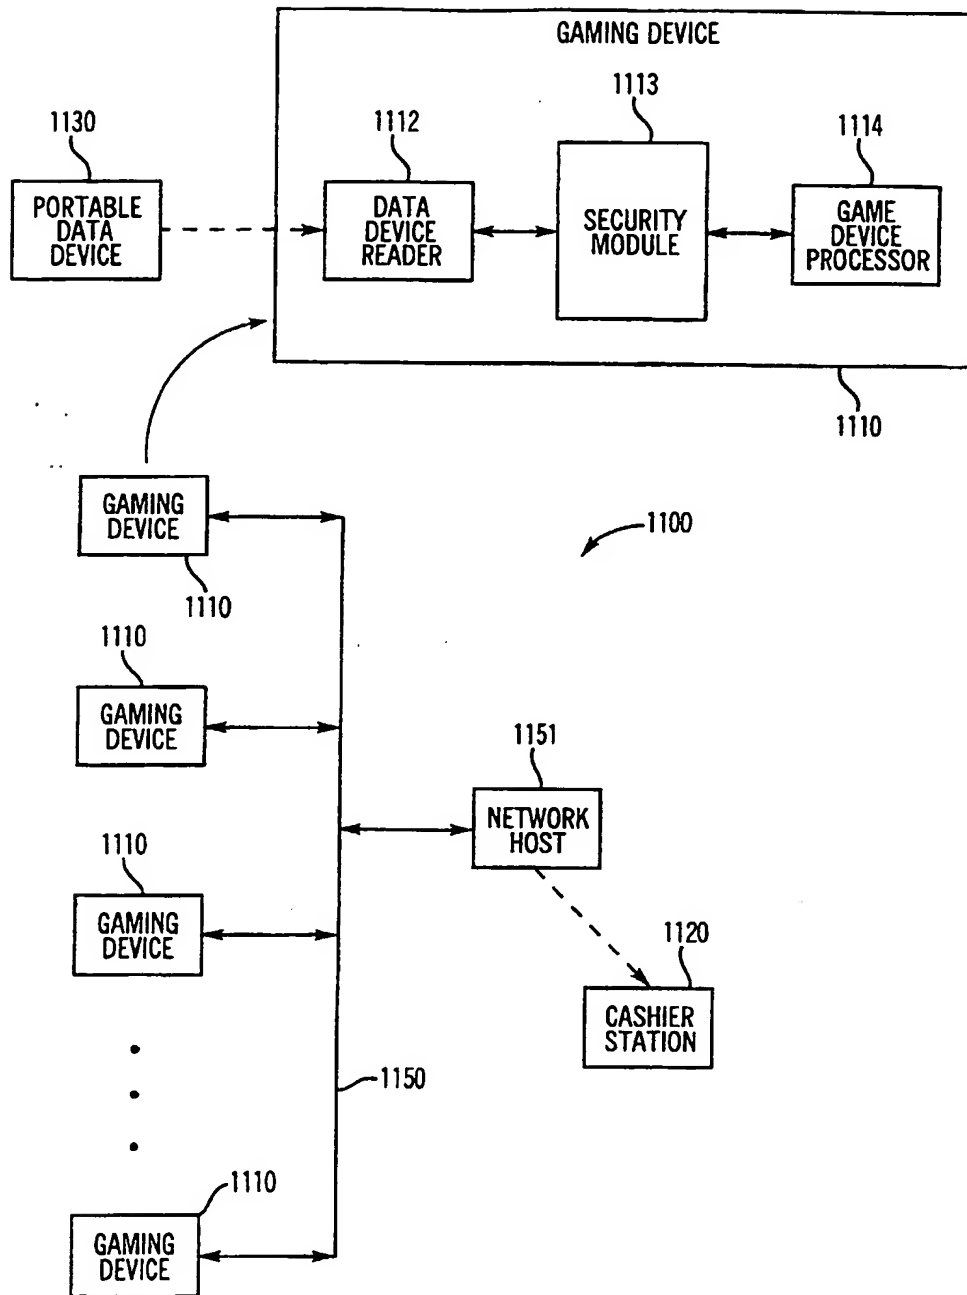 GAMING DEVICE
1130
1112
1113
1114
PORTABLE
DATA
DEVICE
DATA
DEVICE
READER
SECURITY
MODULE
GAME
DEVICE
PROCESSOR
1110
GAMING
DEVICE
1110
1100
1110
GAMING
DEVICE
1151
NETWORK
HOST
1110
GAMING
DEVICE
1120
CASHIER
STATION
1150
1110
GAMING
DEVICE